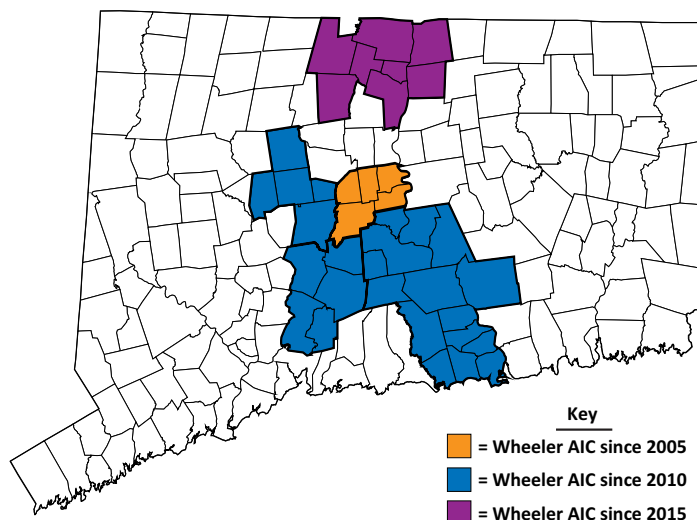 Key
= Wheeler AIC since 2005
= Wheeler AIC since 2010
= Wheeler AIC since 2015